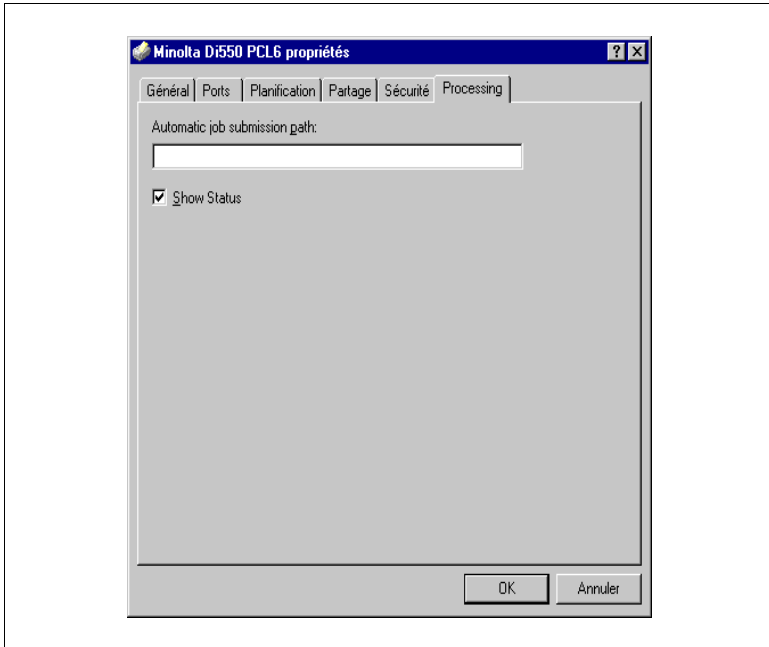 Minolta Di550 PCL6 propriétés
Général Ports Planification Partage Sécurité Processing
Automatic job submission path:
Show Status
OK Annuler